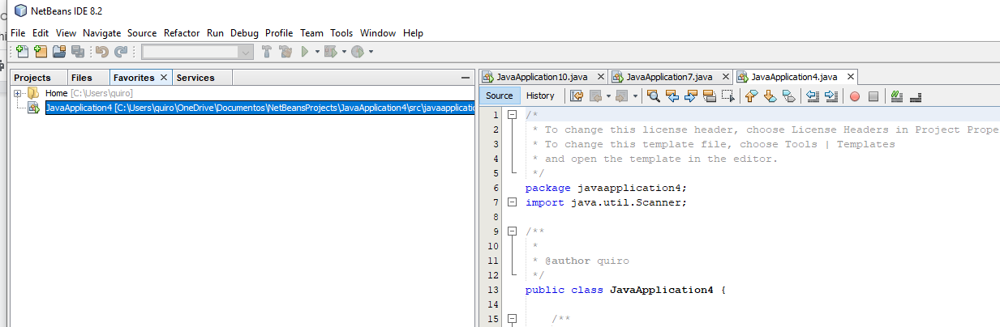 NetBeans IDE 8.2
File Edit View Navigate Source Refactor Run Debug Profile Team Tools Window Help
Projects Files Favorites Services
Home [C:\Users\quiro]
JavaApplication4 [C:\Users\quiro\OneDrive\Documentos\NetBeansProjects\JavaApplication4\src\javaapplicatio
JavaApplication10.java JavaApplication7.java JavaApplication4.java
Source History
1 /*
2 * To change this license header, choose License Headers in Project Prope
3 * To change this template file, choose Tools | Templates
4 * and open the template in the editor.
5 */
6 package javaapplication4;
7 import java.util.Scanner;
8
9 /**
10 *
11 * @author quiro
12 */
13 public class JavaApplication4 {
14
15 /**